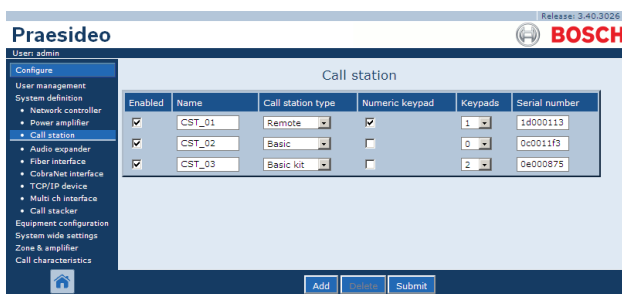 Release: 3.40.3026
Praesideo
BOSCH
User: admin
Configure
Call station
User management
System definition
• Network controller
• Power amplifier
• Call station
• Audio expander
• Fiber interface
• CobraNet interface
• TCP/IP device
• Multi ch interface
• Call stacker
Equipment configuration
System wide settings
Zone & amplifier
Call characteristics
Enabled Name Call station type Numeric keypad Keypads Serial number
CST_01 Remote 1 1d000113
CST_02 Basic 0 0c0011f3
CST_03 Basic kit 2 0e000875
Add Delete Submit